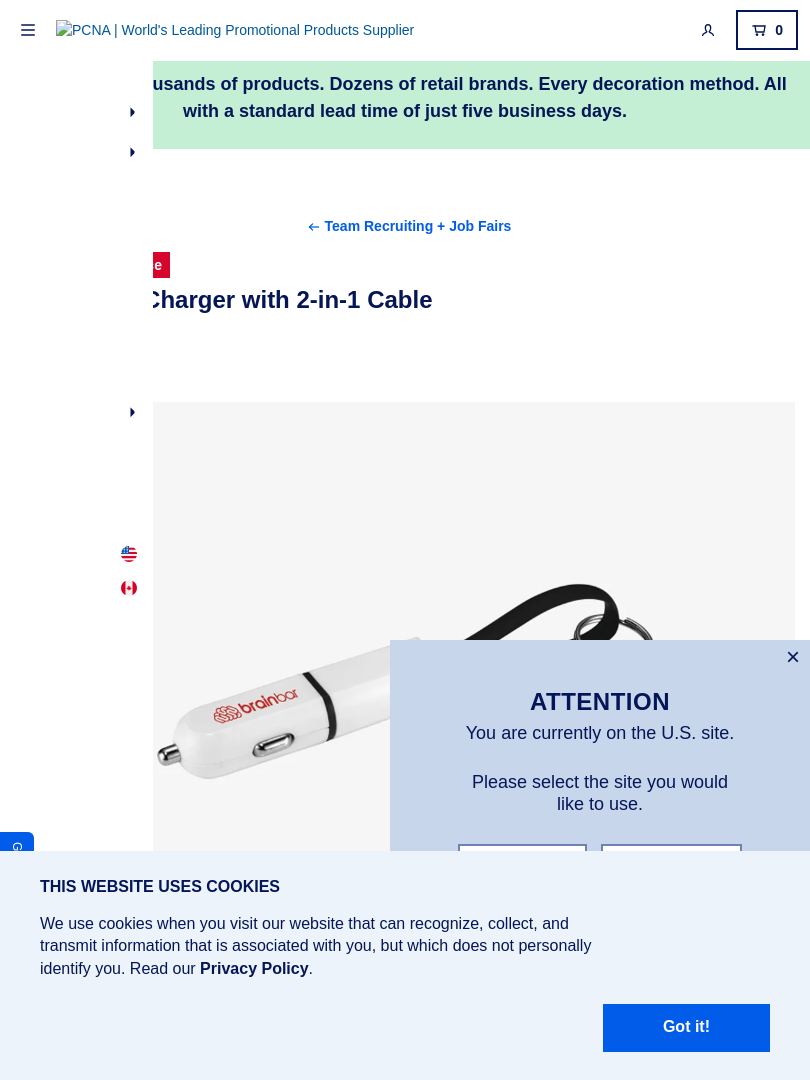 PCNA | World's Leading Promotional Products Supplier
0
of products. Dozens of retail brands. Every decoration method. All
with a standard lead time of just five business days.
Team Recruiting + Job Fairs
Charger with 2-in-1 Cable
brainbar
ATTENTION
You are currently on the U.S. site.
Please select the site you would
like to use.
THIS WEBSITE USES COOKIES
We use cookies when you visit our website that can recognize, collect, and
transmit information that is associated with you, but which does not personally
identify you. Read our Privacy Policy.
Got it!